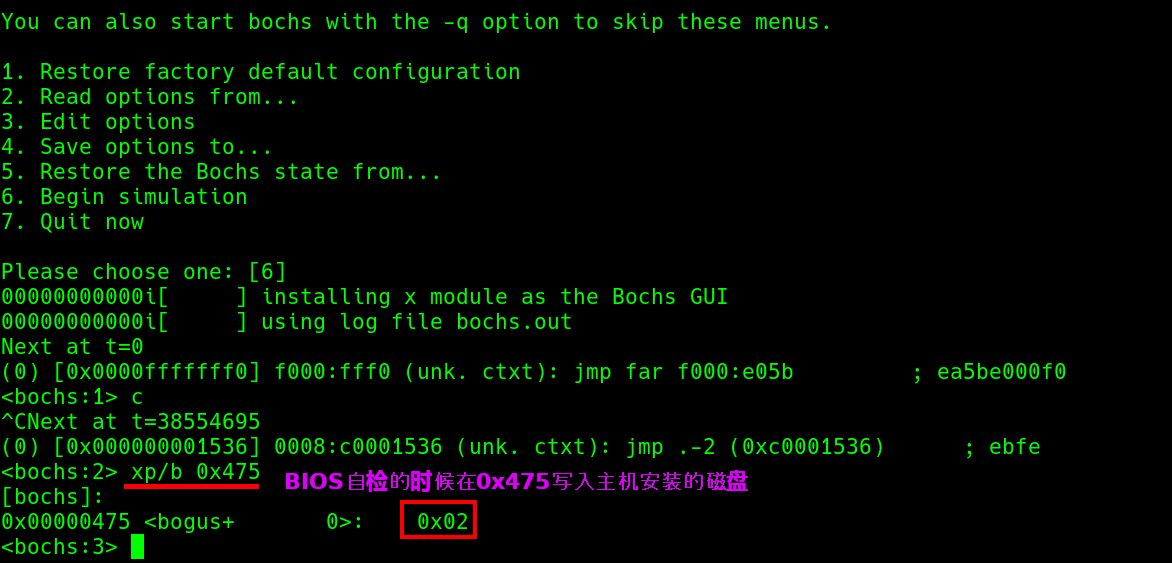 You can also start bochs with the -q option to skip these menus.
1. Restore factory default configuration
2. Read options from...
3. Edit options
4. Save options to...
5. Restore the Bochs state from...
6. Begin simulation
7. Quit now
Please choose one: [6]
00000000000i[      ] installing x module as the Bochs GUI
00000000000i[      ] using log file bochs.out
Next at t=0
(0) [0x0000fffffff0] f000:fff0 (unk. ctxt): jmp far f000:e05b         ; ea5be000f0
<bochs:1> c
^CNext at t=38554695
(0) [0x000000001536] 0008:c0001536 (unk. ctxt): jmp .-2 (0xc0001536)      ; ebfe
<bochs:2> xp/b 0x475
BIOS自检的时候在0x475写入主机安装的磁盘
[bochs]:
0x00000475 <bogus+       0>:    0x02
<bochs:3>